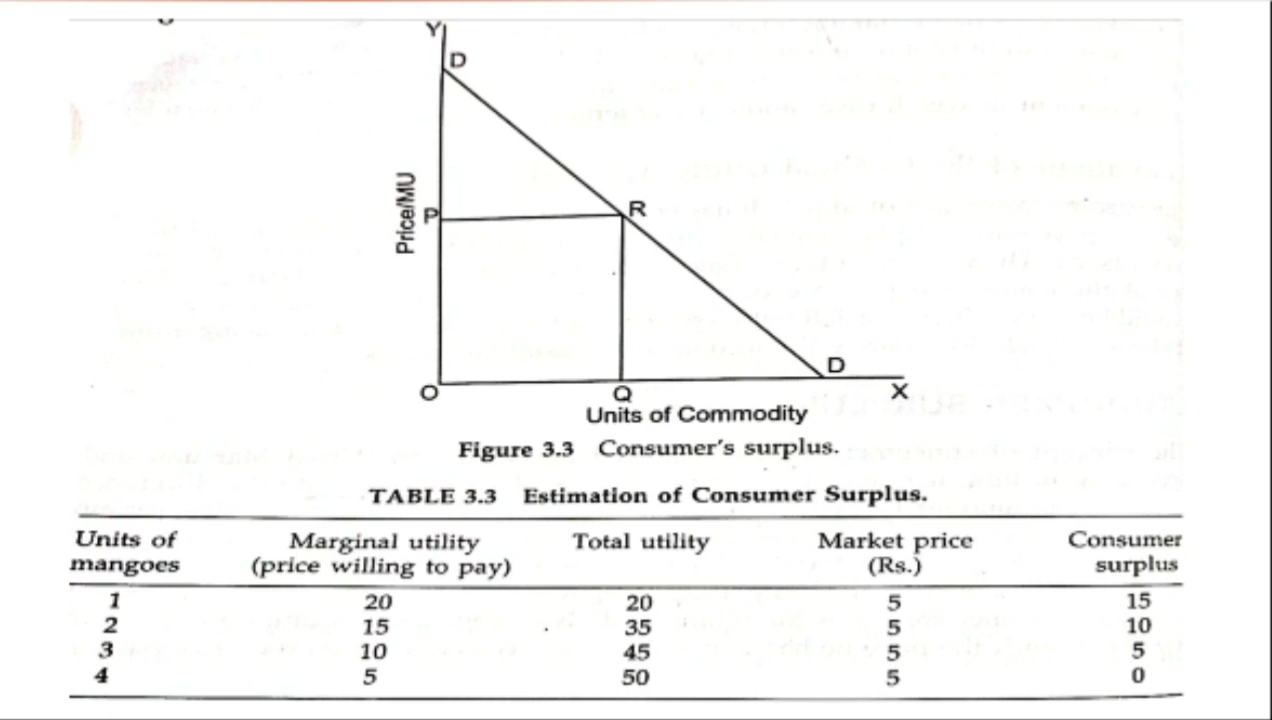 Y
D
Price/MU
P
R
D
O
Q
X
Units of Commodity
Figure 3.3 Consumer's surplus.
TABLE 3.3 Estimation of Consumer Surplus.
Units of mangoes Marginal utility (price willing to pay) Total utility Market price (Rs.) Consumer surplus
1 20 20 5 15
2 15 35 5 10
3 10 45 5 5
4 5 50 5 0